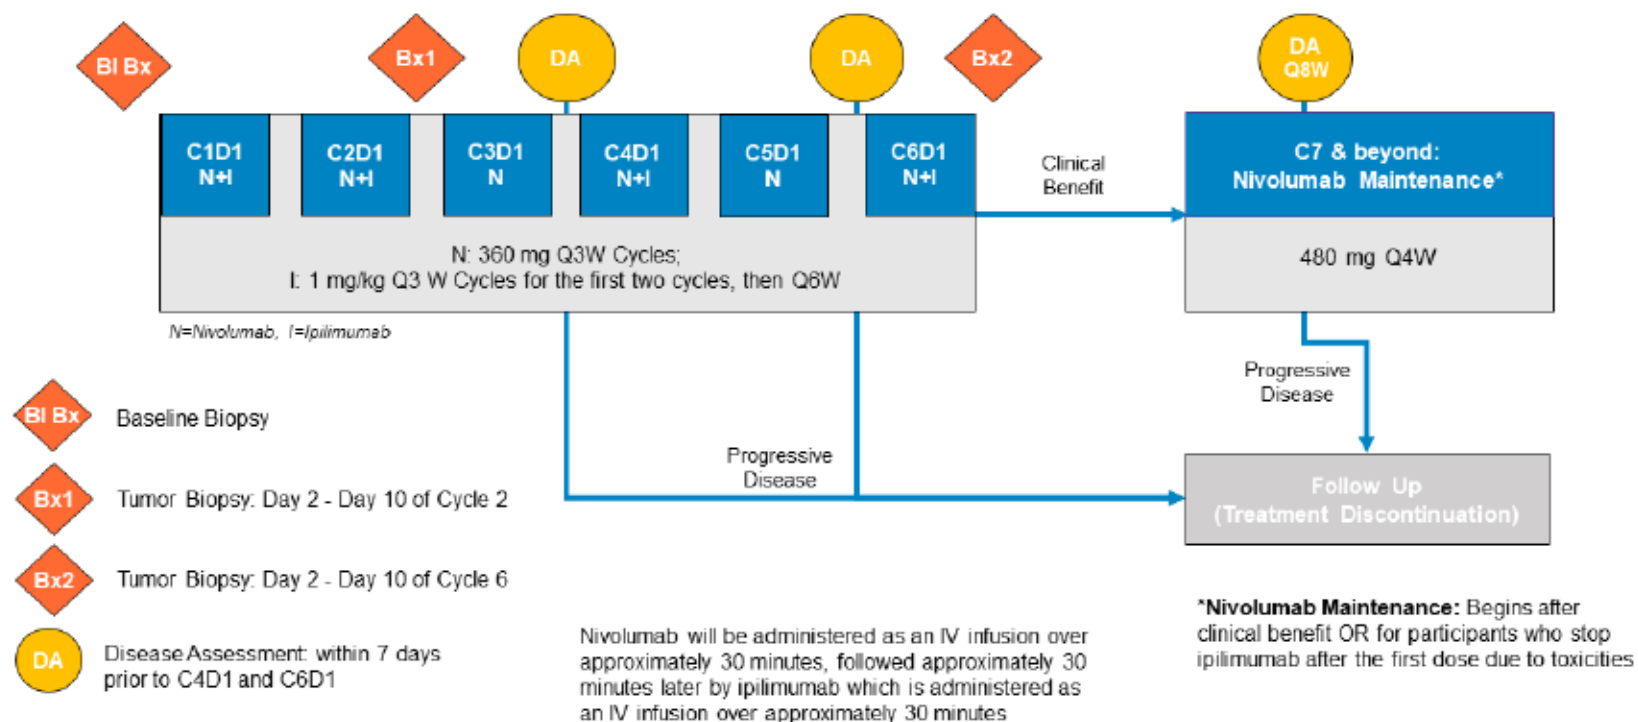 BI Bx
Bx1
DA
DA
Bx2
DA
Q8W
C1D1
N+I
C2D1
N+I
C3D1
N
C4D1
N+I
C5D1
N
C6D1
N+I
Clinical
Benefit
C7 & beyond:
Nivolumab Maintenance*
N: 360 mg Q3W Cycles;
I: 1 mg/kg Q3 W Cycles for the first two cycles, then Q6W
480 mg Q4W
N=Nivolumab, I=Ipilimumab
Progressive
Disease
Progressive
Disease
Follow Up
(Treatment Discontinuation)
BI Bx
Baseline Biopsy
Bx1
Tumor Biopsy: Day 2 - Day 10 of Cycle 2
Bx2
Tumor Biopsy: Day 2 - Day 10 of Cycle 6
DA
Disease Assessment: within 7 days
prior to C4D1 and C6D1
Nivolumab will be administered as an IV infusion over
approximately 30 minutes, followed approximately 30
minutes later by ipilimumab which is administered as
an IV infusion over approximately 30 minutes
*Nivolumab Maintenance: Begins after
clinical benefit OR for participants who stop
ipilimumab after the first dose due to toxicities